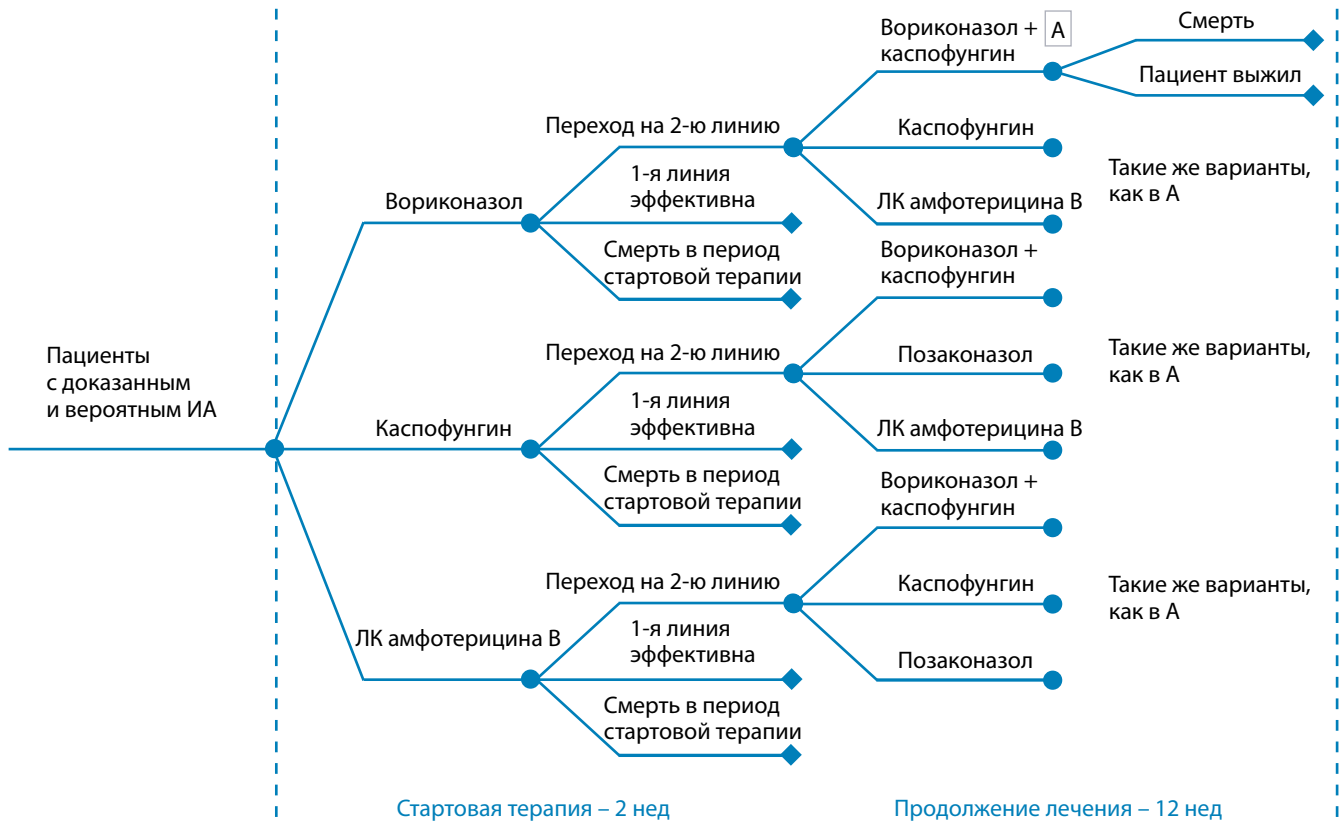 Пациенты
с доказанным
и вероятным ИА
Вориконазол
Переход на 2-ю линию
1-я линия
эффективна
Смерть в период
стартовой терапии
Вориконазол +
каспофунгин
A
Смерть
Пациент выжил
Каспофунгин
ЛК амфотерицина В
Такие же варианты,
как в А
Каспофунгин
Переход на 2-ю линию
1-я линия
эффективна
Смерть в период
стартовой терапии
Вориконазол +
каспофунгин
Позаконазол
ЛК амфотерицина В
Такие же варианты,
как в А
ЛК амфотерицина В
Переход на 2-ю линию
1-я линия
эффективна
Смерть в период
стартовой терапии
Вориконазол +
каспофунгин
Каспофунгин
Позаконазол
Такие же варианты,
как в А
Стартовая терапия – 2 нед
Продолжение лечения – 12 нед